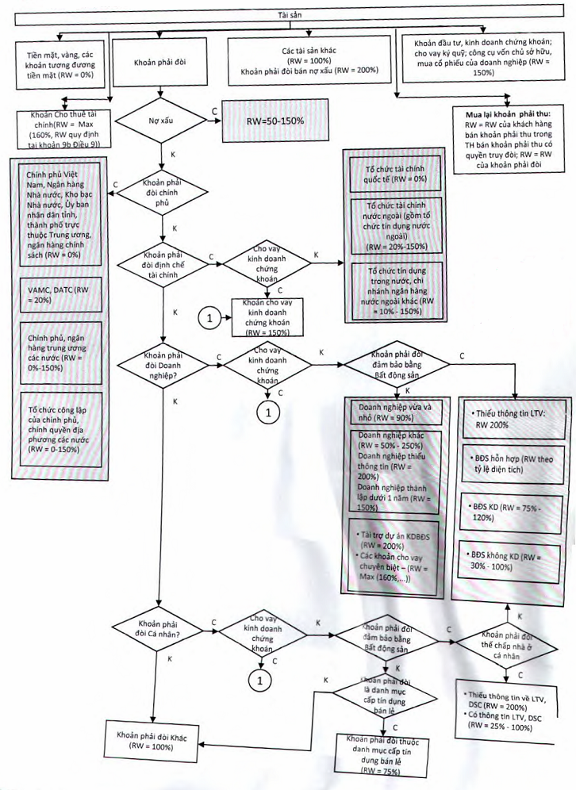 Tài sản
Tiền mặt, vàng, các
khoản tương đương
tiền mặt (RW = 0%)
Khoản phải đòi
Các tài sản khác
(RW = 100%)
Khoản phải đòi bán nợ xấu (RW = 200%)
Khoản đầu tư, kinh doanh chứng khoán;
cho vay ký quỹ; công cụ vốn chủ sở hữu,
mua cổ phiếu của doanh nghiệp (RW =
150%)
Khoản Cho thuê tài
chính(RW = Max
(160%, RW quy định
tại khoản 9b Điều 9))
Nợ xấu
C
RW=50-150%
Mua lại khoản phải thu:
RW = RW của khách hàng
bán khoản phải thu trong
TH bán khoản phải thu có
quyền truy đòi; RW = RW
của khoản phải đòi
K
Chính phủ Việt
Nam, Ngân hàng
Nhà nước, Kho bạc
Nhà nước, Ủy ban
nhân dân tỉnh,
thành phố trực
thuộc Trung ương,
ngân hàng chính
sách (RW = 0%)
C
Khoản phải
đòi chính
phủ
Tổ chức tài chính
quốc tế (RW = 0%)
K
Tổ chức tài chính
nước ngoài (gồm tổ
chức tín dụng nước
ngoài)
(RW = 20%-150%)
Khoản phải
đòi định chế
tài chính
C
Cho vay
kinh doanh
chứng
khoán
K
Tổ chức tín dụng
trong nước, chi
nhánh ngân hàng
nước ngoài khác (RW
= 10% - 150%)
C
VAMC, DATC (RW
= 20%)
K
1
Khoản cho vay
kinh doanh
chứng khoán
(RW = 150%)
Chính phủ, ngân
hàng trung ương
các nước (RW =
0%-150%)
Khoản phải
đòi Doanh
nghiệp?
C
Cho vay
kinh doanh
chứng
khoán
K
Khoản phải đòi
đảm bảo bằng
Bất động sản
C
C
K
K
1
Tổ chức công lập
của chính phủ,
chính quyền địa
phương các nước
(RW = 0-150%)
Doanh nghiệp vừa và
nhỏ (RW = 90%)
Doanh nghiệp khác
(RW = 50% - 250%)
Doanh nghiệp thiếu
thông tin (RW =
200%)
Doanh nghiệp thành
lập dưới 1 năm (RW =
150%)
• Tài trợ dự án KDBĐS
(RW = 200%)
• Các khoản cho vay
chuyên biệt – (RW =
Max (160%,...))
• Thiếu thông tin LTV:
RW 200%
• BĐS hỗn hợp (RW theo
tỷ lệ diện tích)
• BĐS KD (RW = 75% -
120%)
• BĐS không KD (RW =
30% - 100%)
Khoản phải
đòi Cá nhân?
C
Cho vay
kinh doanh
chứng
khoán
K
Khoản phải đòi
đảm bảo bằng
Bất động sản
C
K
Khoản phải đòi
thế chấp nhà ở
cá nhân
K
C
K
C
1
K
Khoản phải đòi
là danh mục
cấp tín dụng
bán lẻ
C
• Thiếu thông tin về LTV,
DSC (RW = 200%)
• Có thông tin LTV, DSC
(RW = 25% - 100%)
Khoản phải đòi Khác
(RW = 100%)
Khoản phải đòi thuộc
danh mục cấp tín
dụng bán lẻ
(RW = 75%)